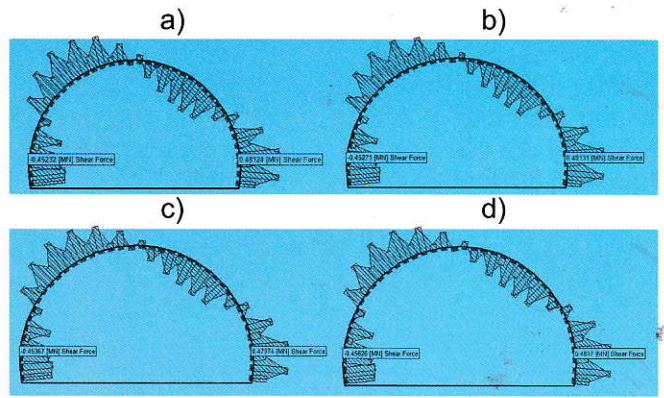 a)
b)
-0.45232 [MN] Shear Force
0.48124 [MN] Shear Force
-0.45271 [MN] Shear Force
0.48131 [MN] Shear Force
c)
d)
-0.45367 [MN] Shear Force
0.47974 [MN] Shear Force
-0.45626 [MN] Shear Force
0.4817 [MN] Shear Force